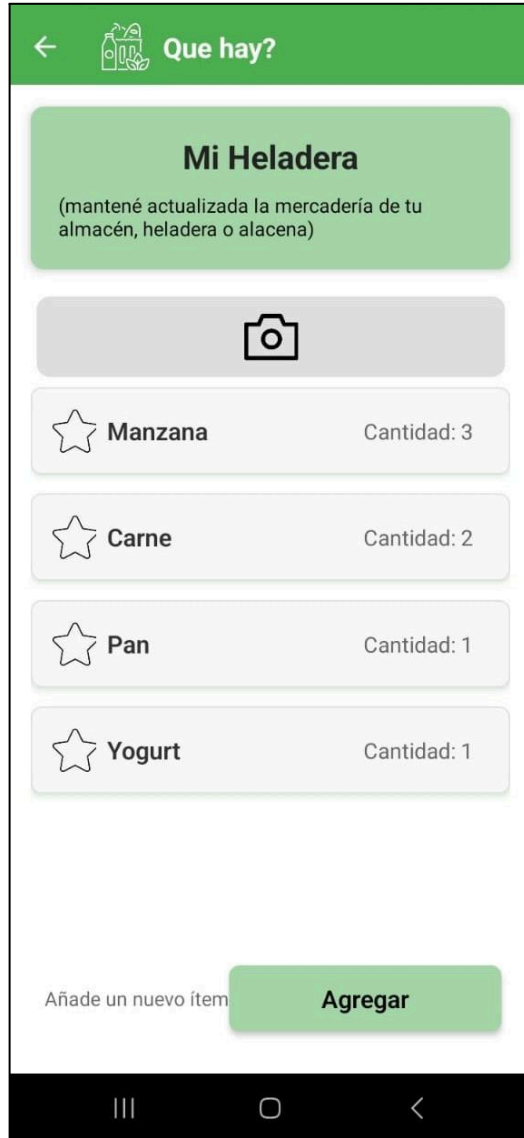 Que hay?
Mi Heladera
(mantené actualizada la mercadería de tu
almacén, heladera o alacena)
Manzana Cantidad: 3
Carne Cantidad: 2
Pan Cantidad: 1
Yogurt Cantidad: 1
Añade un nuevo ítem Agregar